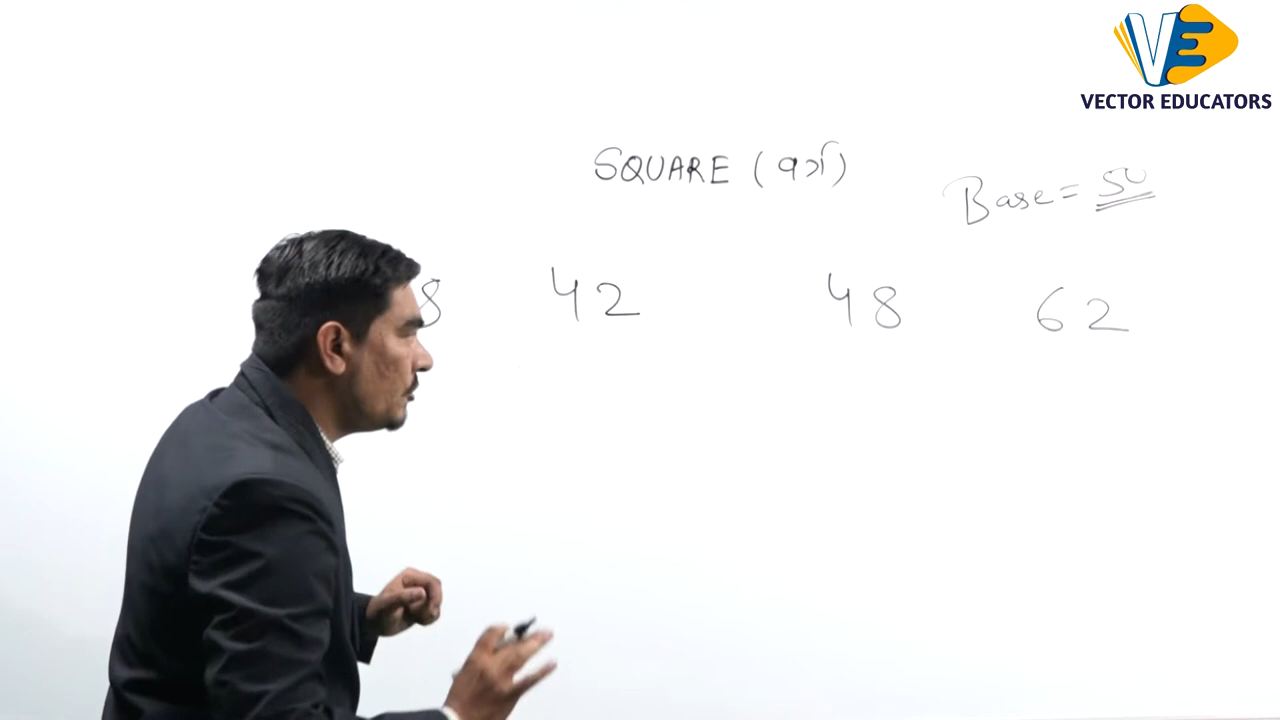 VECTOR EDUCATORS
SQUARE (वर्ग)
Base = 50
8 42 48 62